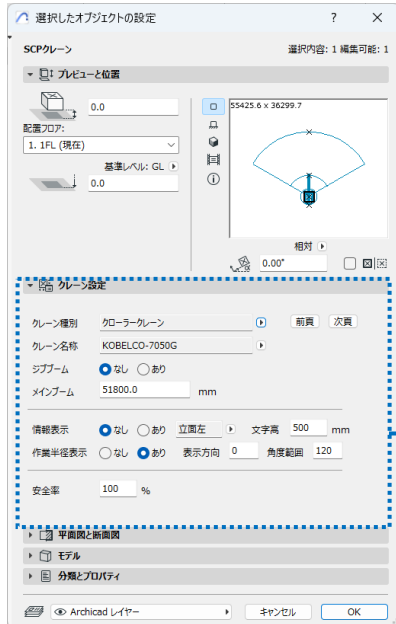 選択したオブジェクトの設定 ? ×
SCPクレーン 選択内容: 1 編集可能: 1
プレビューと位置
0.0
配置フロア:
1. 1FL (現在)
基準レベル: GL
0.0
55425.6 x 36299.7
相対
0.00°
クレーン設定
クレーン種別 クローラークレーン 前頁 次頁
クレーン名称 KOBELCO-7050G
ジブブーム なし あり
メインブーム 51800.0 mm
情報表示 なし あり 立面左 文字高 500 mm
作業半径表示 なし あり 表示方向 0 角度範囲 120
安全率 100 %
平面図と断面図
モデル
分類とプロパティ
Archicad レイヤー キャンセル OK